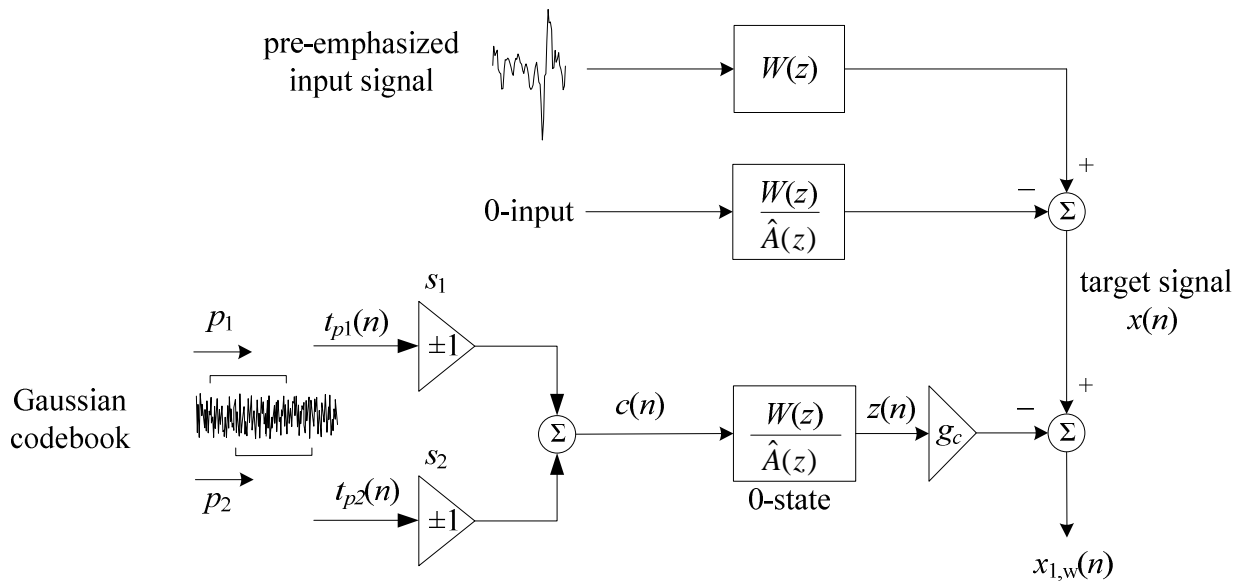 pre-emphasized
input signal
W(z)
+
0-input
W(z)
Â(z)
−
Σ
target signal
x(n)
s₁
p₁
tₚ₁(n)
±1
Gaussian
codebook
Σ
c(n)
W(z)
Â(z)
0-state
z(n)
g꜀
−
+
Σ
s₂
p₂
tₚ₂(n)
±1
x₁,w(n)